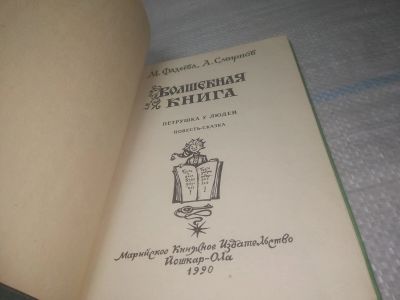 М. Фадеева, А. Смирнов
ВОЛШЕБНАЯ
КНИГА
ПЕТРУШКА У ЛЮДЕЙ
ПОВЕСТЬ-СКАЗКА
Марийское Книжное Издательство
Йошкар-Ола
1990